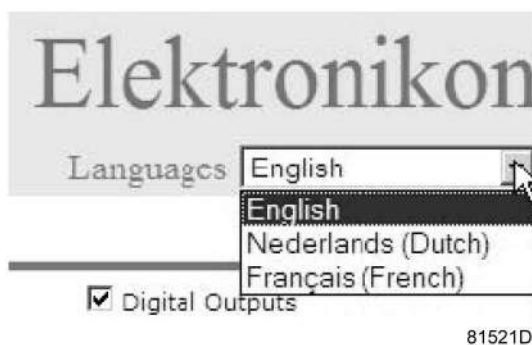 Elektronikon
Languages English
English
Nederlands (Dutch)
Français (French)
Digital Outputs
81521D